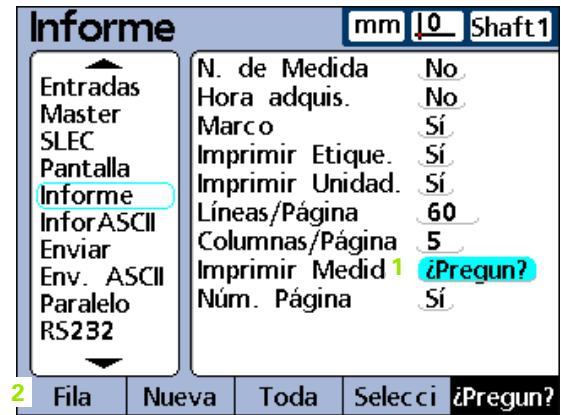 Informe
mm 0 Shaft1
Entradas
Master
SLEC
Pantalla
Informe
InforASCII
Enviar
Env. ASCII
Paralelo
RS232
N. de Medida No
Hora adquis. No
Marco Sí
Imprimir Etique. Sí
Imprimir Unidad. Sí
Líneas/Página 60
Columnas/Página 5
Imprimir Medid 1 ¿Pregun?
Núm. Página Sí
2 Fila Nueva Toda Selecci ¿Pregun?